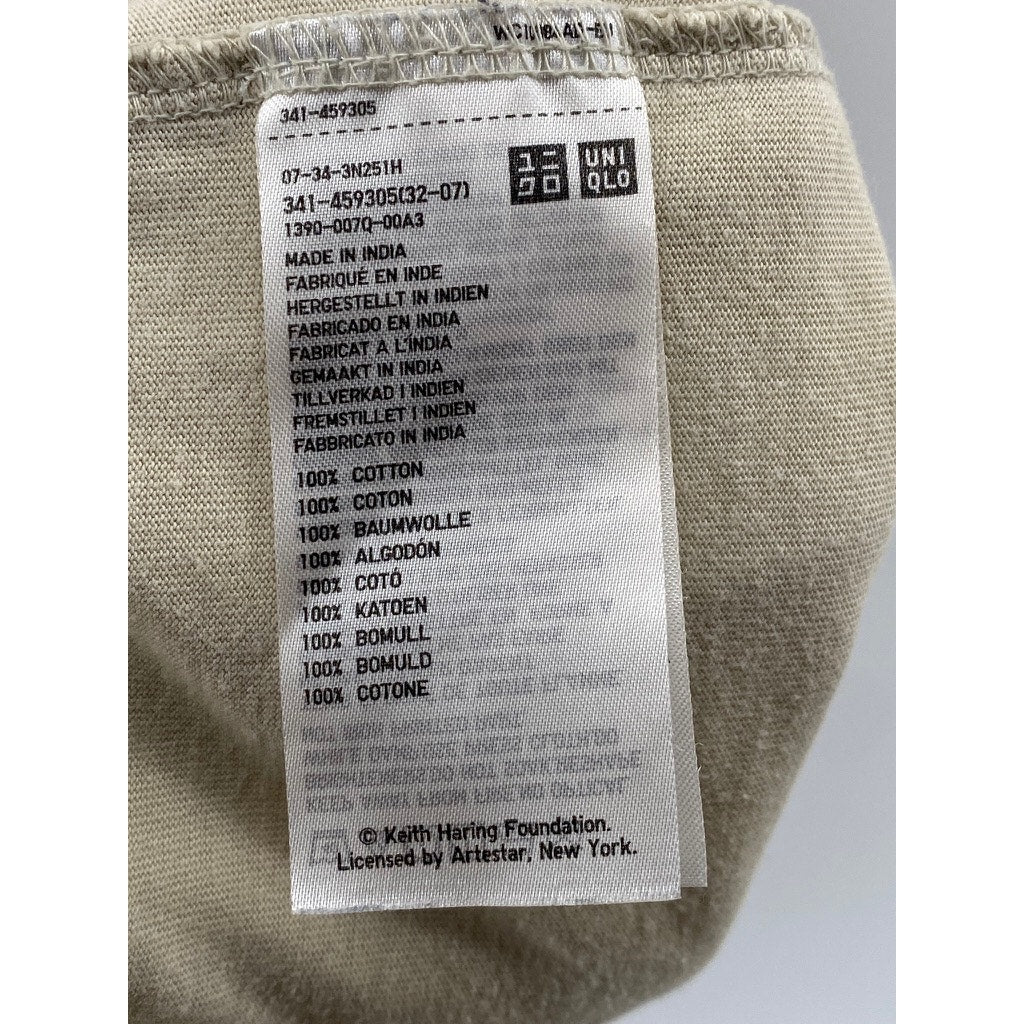 341-459305
07-34-3N251H
341-459305(32-07)
1390-007Q-00A3
ユニクロ
UNI
QLO
MADE IN INDIA
FABRIQUÉ EN INDE
HERGESTELLT IN INDIEN
FABRICADO EN INDIA
FABRICAT A L'ÍNDIA
GEMAAKT IN INDIA
TILLVERKAD I INDIEN
FREMSTILLET I INDIEN
FABBRICATO IN INDIA
100% COTTON
100% COTON
100% BAUMWOLLE
100% ALGODÓN
100% COTÓ
100% KATOEN
100% BOMULL
100% BOMULD
100% COTONE
© Keith Haring Foundation.
Licensed by Artestar, New York.